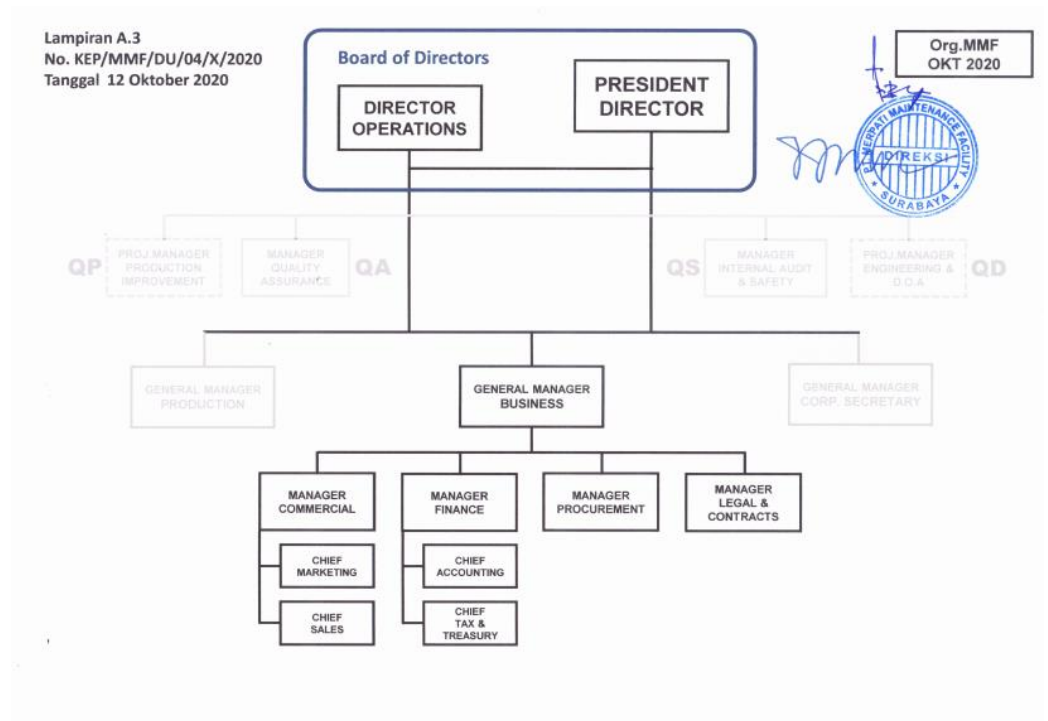 Lampiran A.3
No. KEP/MMF/DU/04/X/2020
Tanggal 12 Oktober 2020
Board of Directors
DIRECTOR
OPERATIONS
PRESIDENT
DIRECTOR
Org.MMF
OKT 2020
PT. MERPATI MAINTENANCE FACILITY
DIREKSI
* SURABAYA *
QP
PROJ.MANAGER
PRODUCTION
IMPROVEMENT
MANAGER
QUALITY
ASSURANCE
QA
QS
MANAGER
INTERNAL AUDIT
& SAFETY
PROJ.MANAGER
ENGINEERING &
D.O.A
QD
GENERAL MANAGER
PRODUCTION
GENERAL MANAGER
BUSINESS
GENERAL MANAGER
CORP. SECRETARY
MANAGER
COMMERCIAL
MANAGER
FINANCE
MANAGER
PROCUREMENT
MANAGER
LEGAL &
CONTRACTS
CHIEF
MARKETING
CHIEF
ACCOUNTING
CHIEF
SALES
CHIEF
TAX &
TREASURY